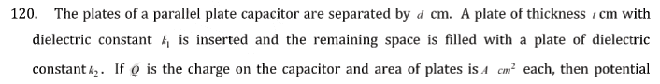 120. The plates of a parallel plate capacitor are separated by d cm. A plate of thickness t cm with
dielectric constant k₁ is inserted and the remaining space is filled with a plate of dielectric
constant k₂. If Q is the charge on the capacitor and area of plates is A cm² each, then potential